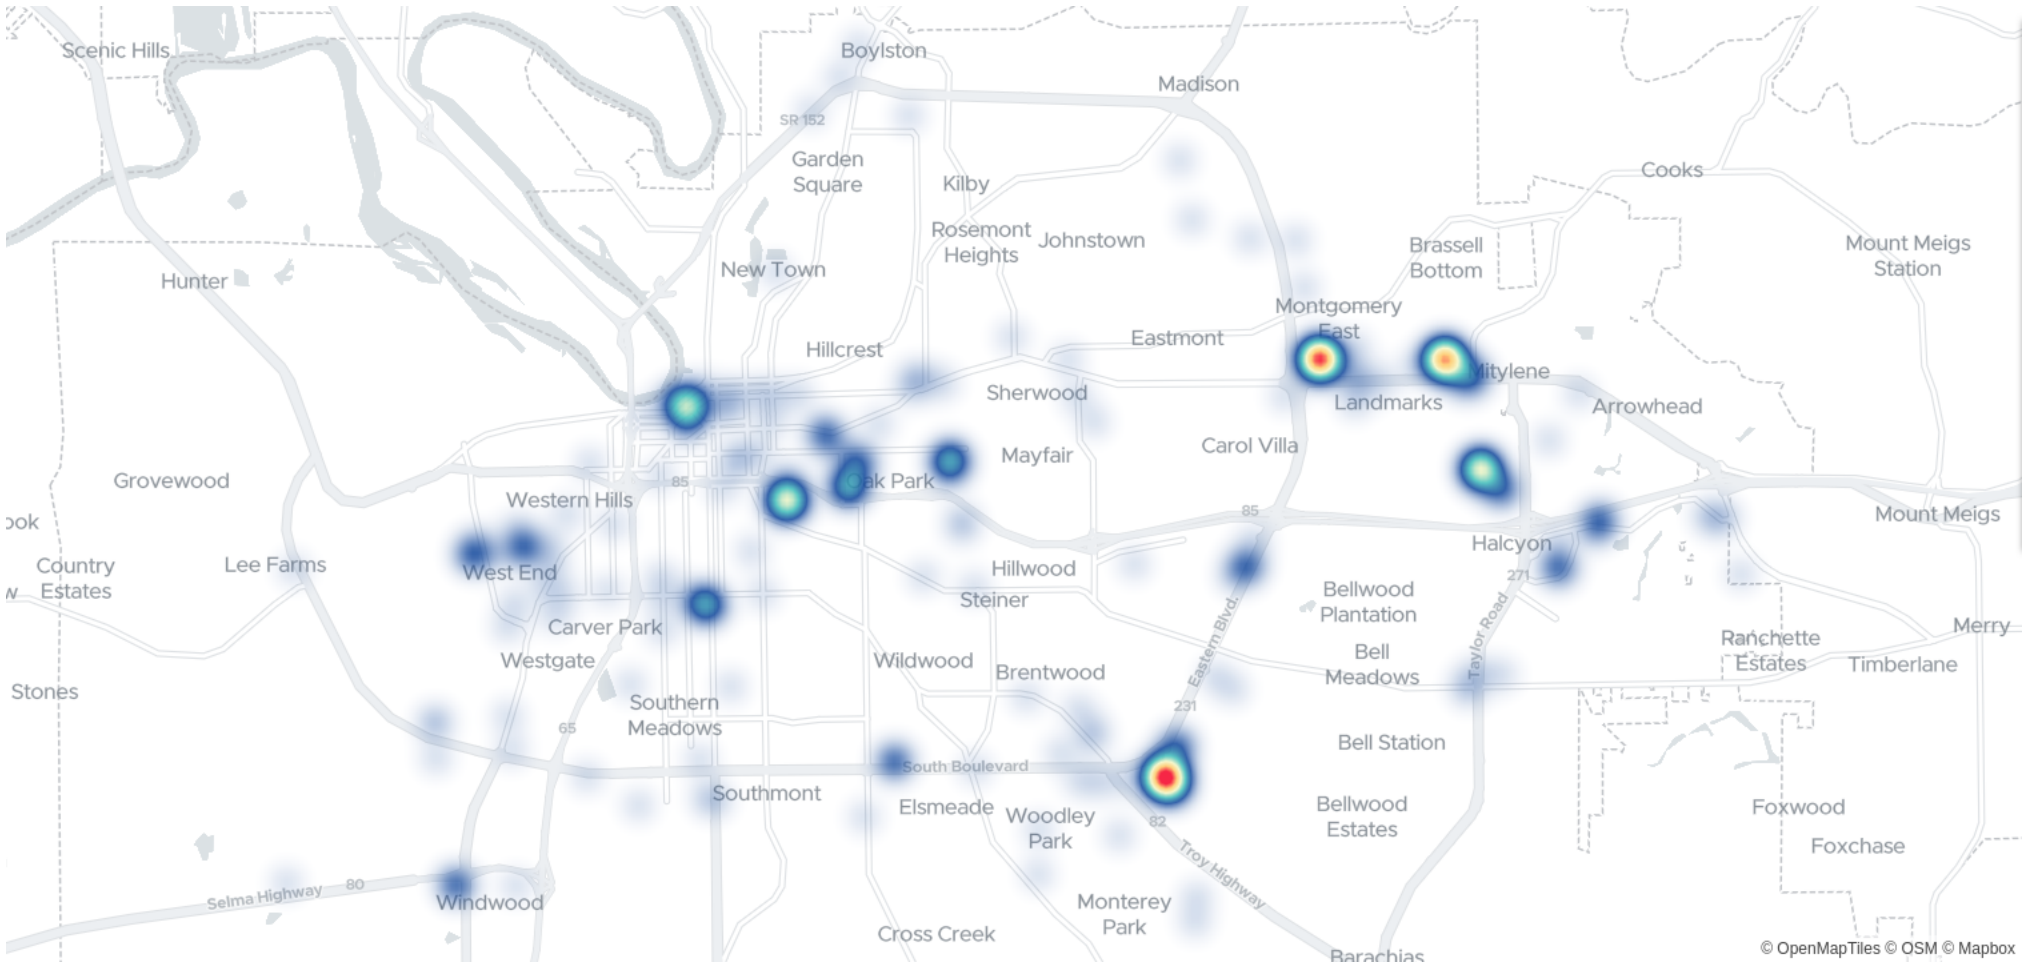 Scenic Hills
Boylston
Madison
SR 152
Garden
Square
Kilby
Cooks
Rosemont
Heights
Johnstown
Brassell
Bottom
Mount Meigs
Station
New Town
Hunter
Montgomery
East
Hillcrest
Eastmont
Mitylene
Sherwood
Landmarks
Arrowhead
Carol Villa
Mayfair
Grovewood
85
Oak Park
Western Hills
85
ook
Mount Meigs
Halcyon
Lee Farms
Country
Estates
West End
Hillwood
271
w
Steiner
Bellwood
Plantation
Carver Park
Eastern Blvd.
Taylor Road
Merry
Ranchette
Estates
Westgate
Wildwood
Brentwood
Bell
Meadows
Timberlane
Stones
Southern
Meadows
231
65
Bell Station
South Boulevard
Southmont
Elsmeade
Woodley
Park
82
Bellwood
Estates
Foxwood
Foxchase
Troy Highway
Selma Highway
80
Windwood
Monterey
Park
Cross Creek
Barachias
© OpenMapTiles © OSM © Mapbox